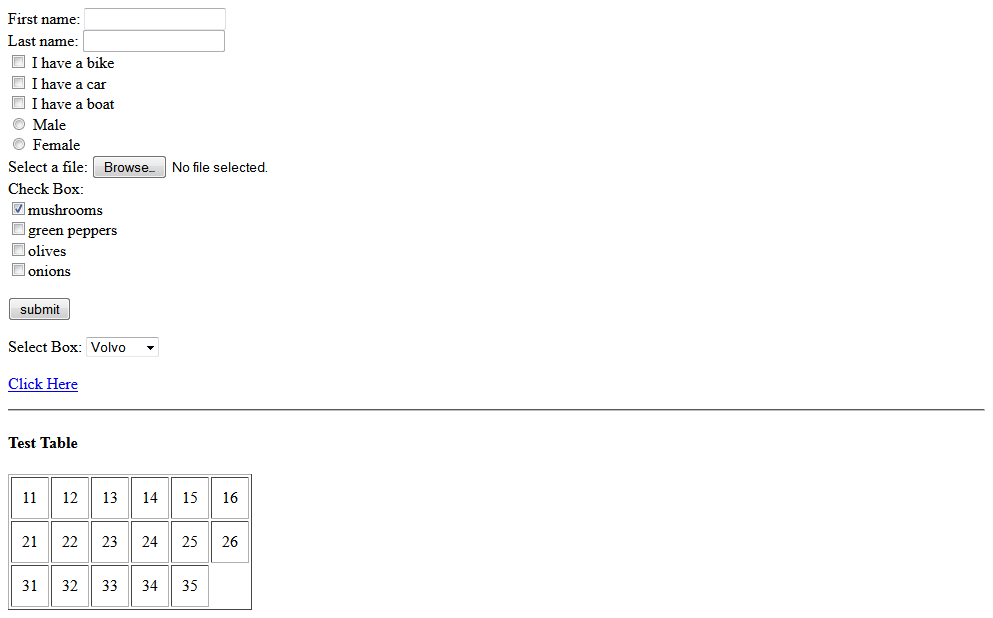 First name:
Last name:
I have a bike
I have a car
I have a boat
Male
Female
Select a file: Browse... No file selected.
Check Box:
mushrooms
green peppers
olives
onions
submit
Select Box: Volvo
Click Here
Test Table
11 12 13 14 15 16
21 22 23 24 25 26
31 32 33 34 35